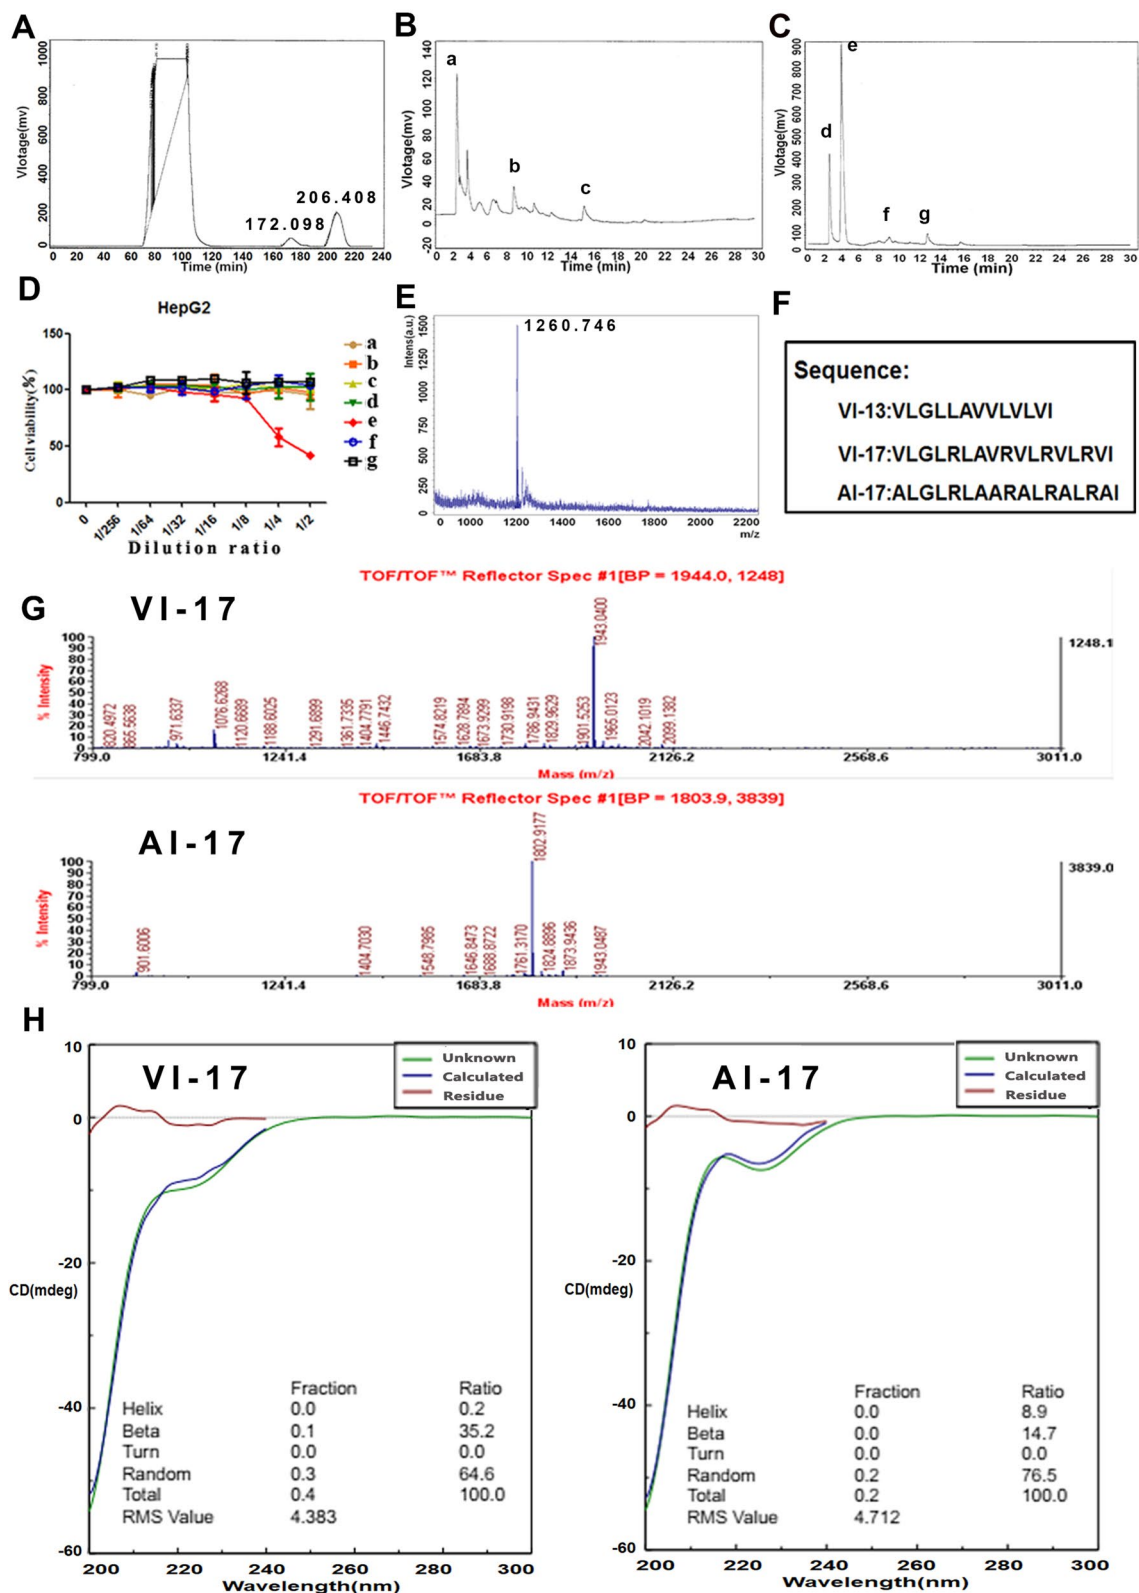 A
Vlotage(mv)
1000
800
600
400
200
0
172.098
206.408
0 20 40 60 80 100 120 140 160 180 200 220 240
Time (min)
B
Vlotage(mv)
140
120
100
80
60
40
20
0
-20
a
b
c
0 2 4 6 8 10 12 14 16 18 20 22 24 26 28 30
Time (min)
C
Vlotage(mv)
900
800
700
600
500
400
300
200
100
d
e
f
g
0 2 4 6 8 10 12 14 16 18 20 22 24 26 28 30
Time (min)
D
HepG2
Cell viability(%)
150
100
50
0
0 1/256 1/64 1/32 1/16 1/8 1/4 1/2
Dilution ratio
a
b
c
d
e
f
g
E
1260.746
Intens(a.u.)
1500
1250
1000
750
500
250
0
0 1000 1200 1400 1600 1800 2000 2200
m/z
F
Sequence:
VI-13:VLGLLAVVLVLVI
VI-17:VLGLRLAVRVLRVLRVI
AI-17:ALGLRLAARALRALRAI
G
TOF/TOF™ Reflector Spec #1[BP = 1944.0, 1248]
VI-17
% Intensity
100
90
80
70
60
50
40
30
20
10
0
820.4972
865.5638
971.6337
1076.6268
1120.6689
1188.6025
1291.6899
1361.7335
1404.7791
1446.7432
1574.8219
1628.7894
1673.9299
1730.9198
1786.9431
1829.9629
1901.5253
1943.0400
1965.0123
2042.1019
2099.1382
1248.1
799.0 1241.4 1683.8 2126.2 2568.6 3011.0
Mass (m/z)
TOF/TOF™ Reflector Spec #1[BP = 1803.9, 3839]
AI-17
% Intensity
100
90
80
70
60
50
40
30
20
10
0
901.6006
1404.7030
1548.7985
1646.8473
1688.8722
1761.3170
1802.9177
1824.8896
1873.9436
1943.0487
3839.0
799.0 1241.4 1683.8 2126.2 2568.6 3011.0
Mass (m/z)
H
VI-17
Unknown
Calculated
Residue
10
0
-20
-40
-60
CD(mdeg)
Fraction Ratio
Helix 0.0 0.2
Beta 0.1 35.2
Turn 0.0 0.0
Random 0.3 64.6
Total 0.4 100.0
RMS Value 4.383
200 220 240 260 280 300
Wavelength(nm)
AI-17
Unknown
Calculated
Residue
10
0
-20
-40
-60
CD(mdeg)
Fraction Ratio
Helix 0.0 8.9
Beta 0.0 14.7
Turn 0.0 0.0
Random 0.2 76.5
Total 0.2 100.0
RMS Value 4.712
200 220 240 260 280 300
Wavelength(nm)